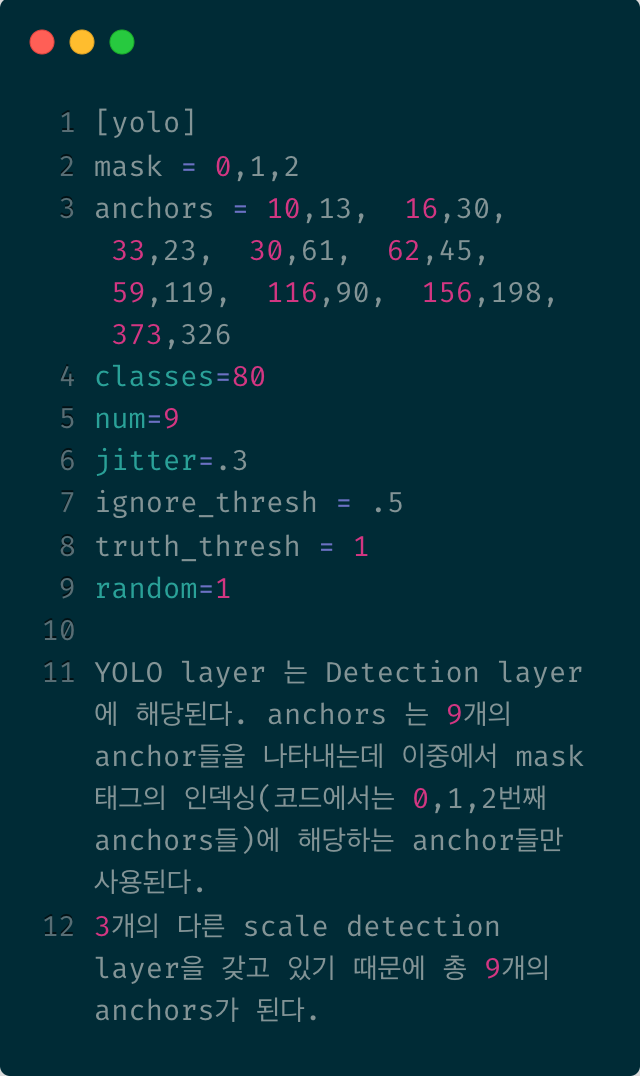 1 [yolo]
2 mask = 0,1,2
3 anchors = 10,13,  16,30,
33,23,  30,61,  62,45,
59,119,  116,90,  156,198,
373,326
4 classes=80
5 num=9
6 jitter=.3
7 ignore_thresh = .5
8 truth_thresh = 1
9 random=1
10
11 YOLO layer 는 Detection layer
에 해당된다. anchors 는 9개의
anchor들을 나타내는데 이중에서 mask
태그의 인덱싱(코드에서는 0,1,2번째
anchors들)에 해당하는 anchor들만
사용된다.
12 3개의 다른 scale detection
layer을 갖고 있기 때문에 총 9개의
anchors가 된다.